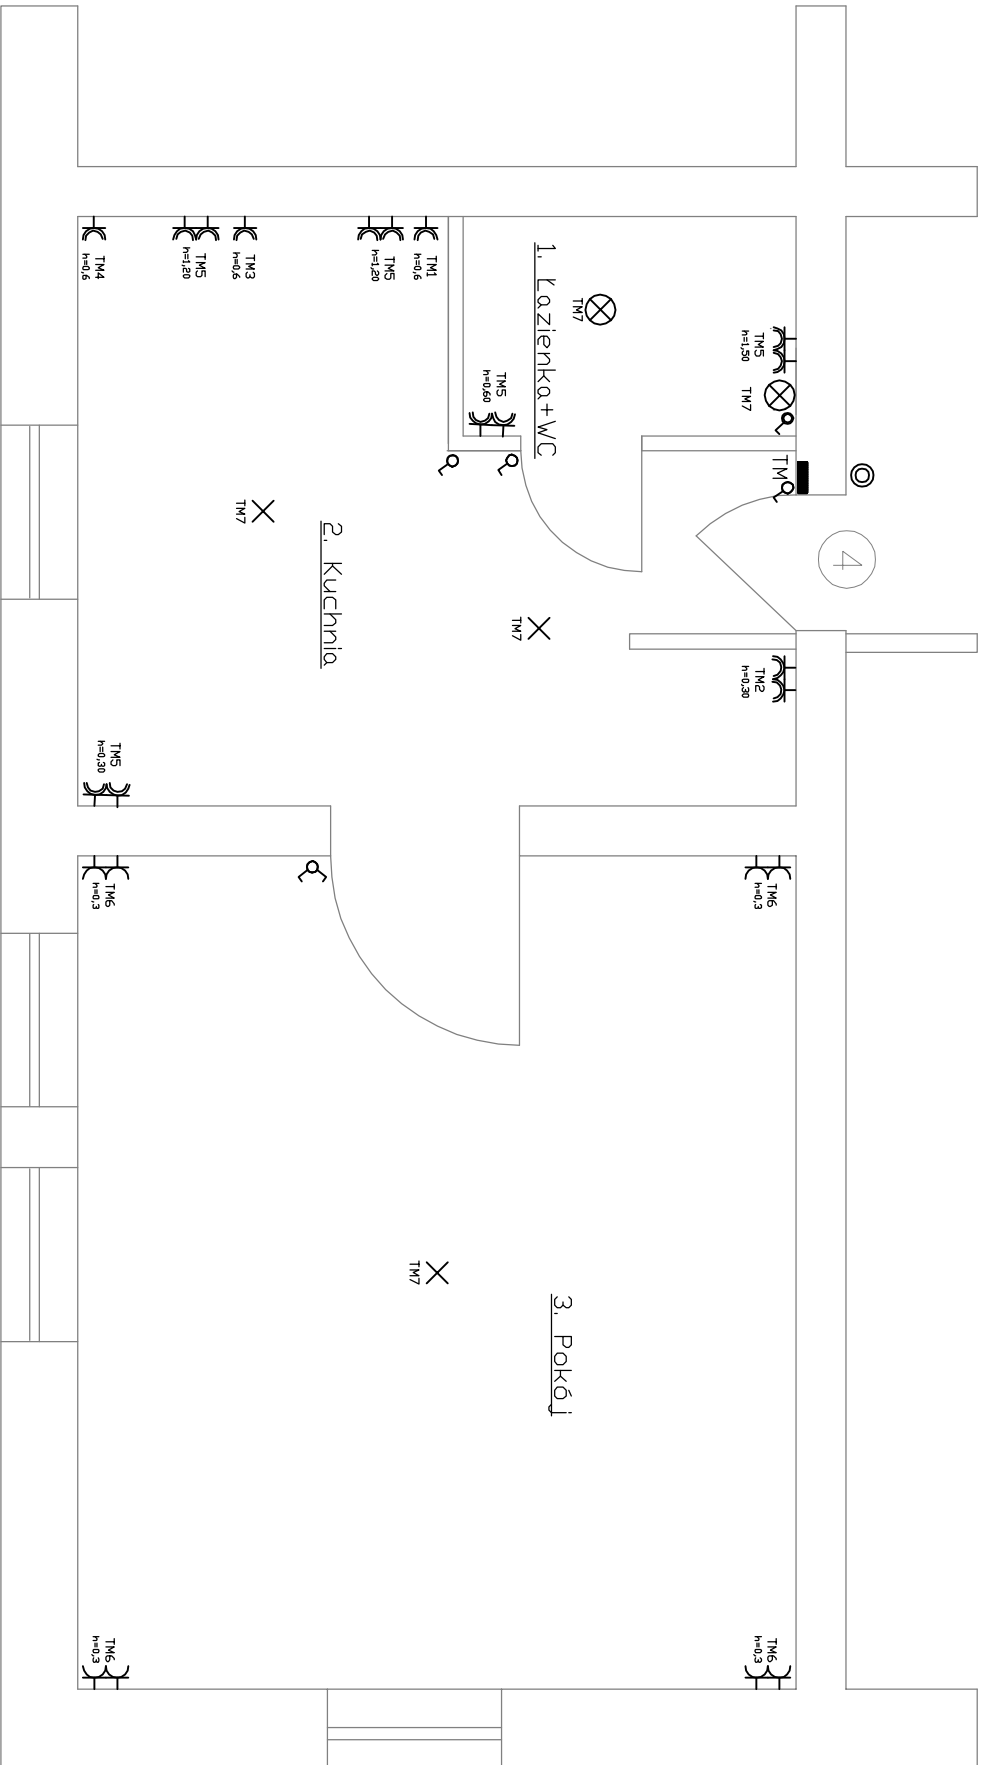 TM4
h=0,6
TM5
h=1,20
TM3
h=0,6
TM5
h=1,20
TM1
h=0,6
1. Łazienka+WC
TM7
TM5
h=1,50
TM7
TM5
h=0,60
TM
4
TM7
2. Kuchnia
TM7
TM2
h=0,30
TM5
h=0,30
TM6
h=0,3
TM6
h=0,3
TM7
3. Pokój
TM6
h=0,3
TM6
h=0,3